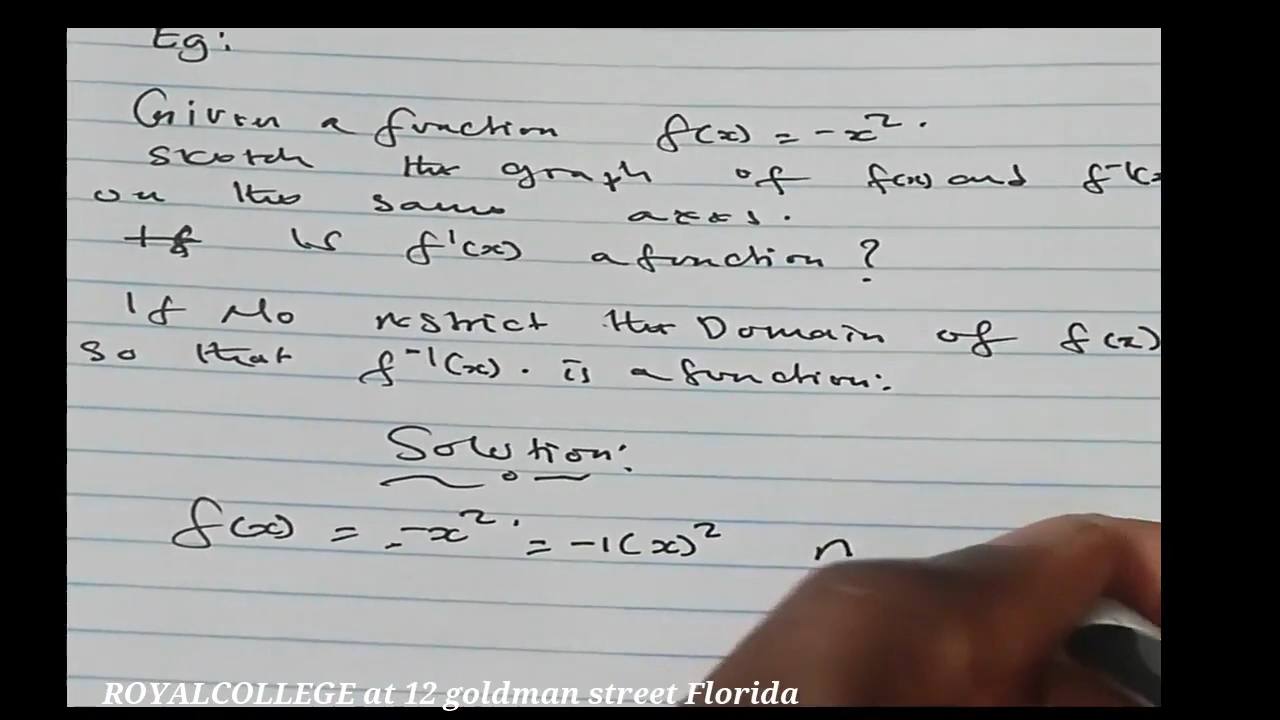 Eg:
Given a function f(x) = -x².
Sketch the graph of f(x) and f⁻¹(x
on the same axes.
If Is f'(x) a function?
If No restrict the Domain of f(x)
so that f⁻¹(x). is a function:
Solution:
f(x) = -x². = -1(x)² n
ROYALCOLLEGE at 12 goldman street Florida